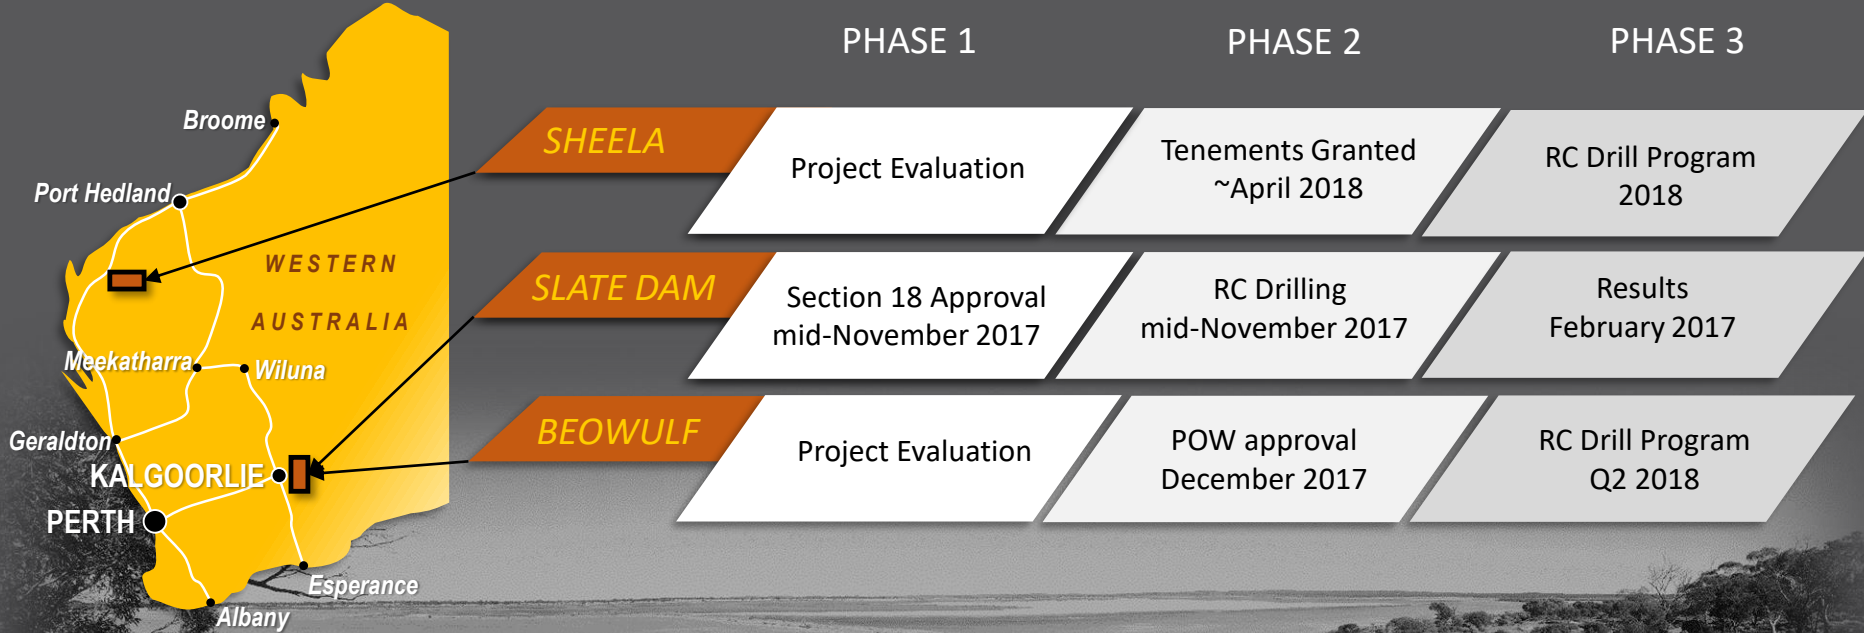 PHASE 1
PHASE 2
PHASE 3
Broome
Port Hedland
WESTERN
AUSTRALIA
Meekatharra
Wiluna
Geraldton
KALGOORLIE
PERTH
Esperance
Albany
SHEELA
Project Evaluation
Tenements Granted
~April 2018
RC Drill Program
2018
SLATE DAM
Section 18 Approval
mid-November 2017
RC Drilling
mid-November 2017
Results
February 2017
BEOWULF
Project Evaluation
POW approval
December 2017
RC Drill Program
Q2 2018